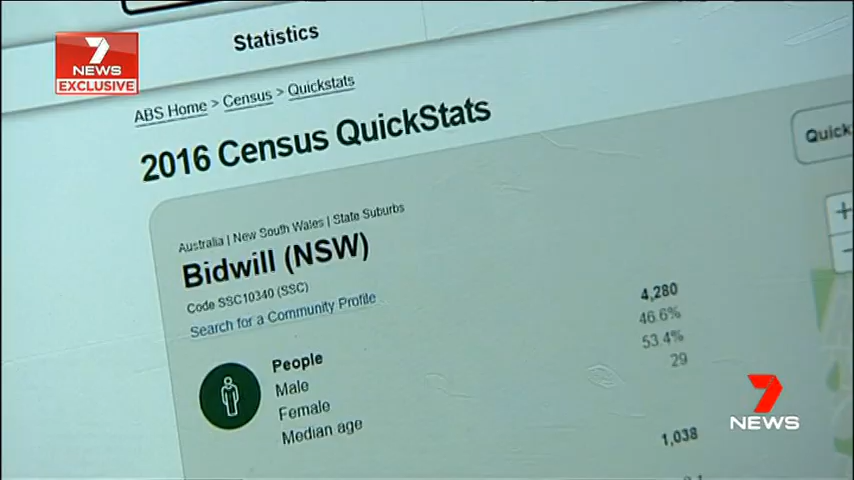 Statistics
7
NEWS
EXCLUSIVE
ABS Home > Census > Quickstats
2016 Census QuickStats
Quick
Australia | New South Wales | State Suburbs
Bidwill (NSW)
Code SSC10340 (SSC)
Search for a Community Profile
People 4,280
Male 46.6%
Female 53.4%
Median age 29
1,038
7
NEWS